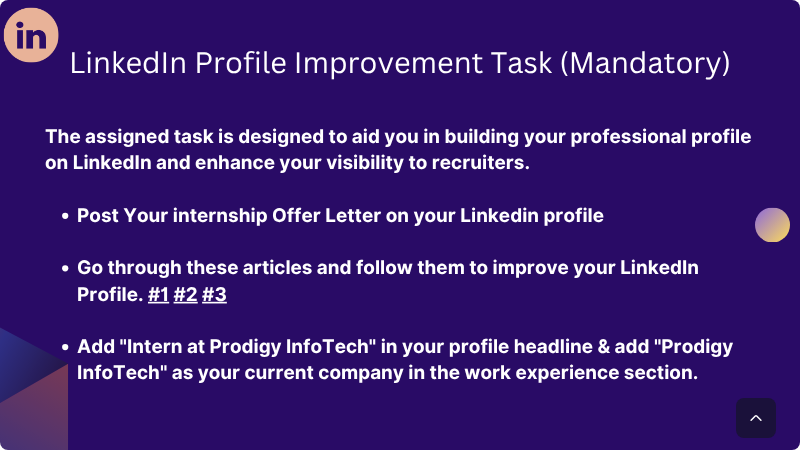 in
LinkedIn Profile Improvement Task (Mandatory)
The assigned task is designed to aid you in building your professional profile
on LinkedIn and enhance your visibility to recruiters.
• Post Your internship Offer Letter on your Linkedin profile
• Go through these articles and follow them to improve your LinkedIn
Profile. #1 #2 #3
• Add "Intern at Prodigy InfoTech" in your profile headline & add "Prodigy
InfoTech" as your current company in the work experience section.